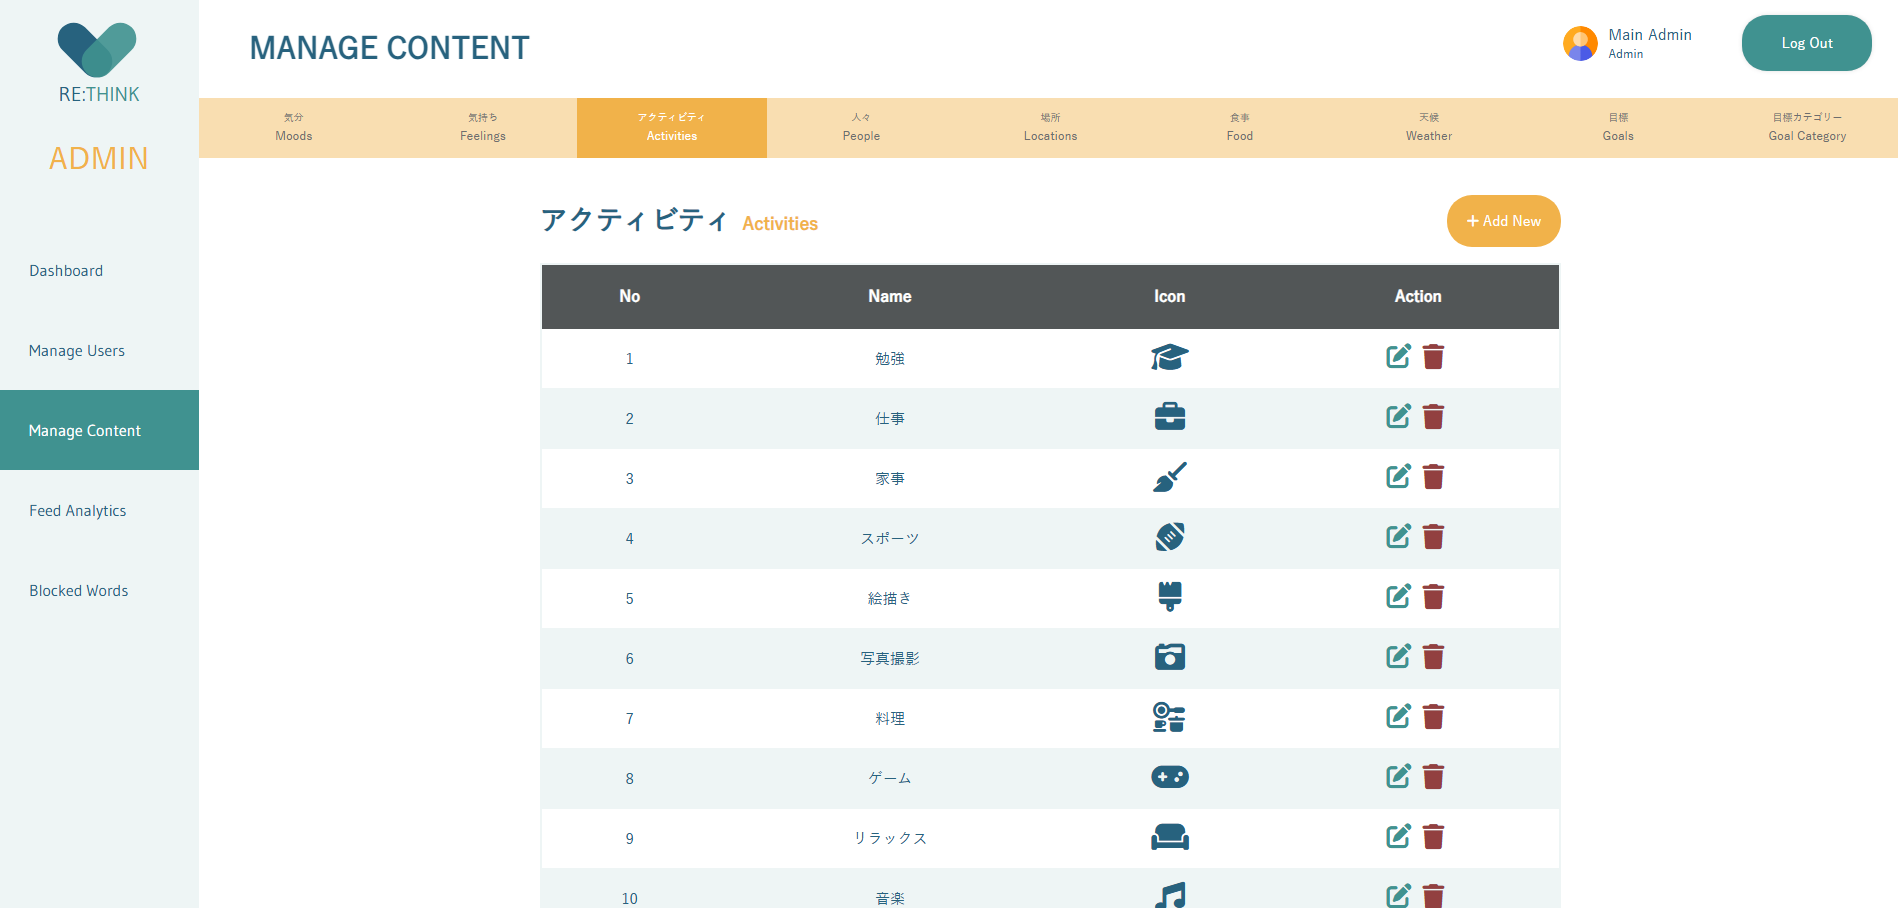 RE:THINK
ADMIN
Dashboard
Manage Users
Manage Content
Feed Analytics
Blocked Words
MANAGE CONTENT
Main Admin
Admin
Log Out
気分
Moods
気持ち
Feelings
アクティビティ
Activities
人々
People
場所
Locations
食事
Food
天候
Weather
目標
Goals
目標カテゴリー
Goal Category
アクティビティ Activities
+ Add New
No Name Icon Action
1 勉強
2 仕事
3 家事
4 スポーツ
5 絵描き
6 写真撮影
7 料理
8 ゲーム
9 リラックス
10 音楽